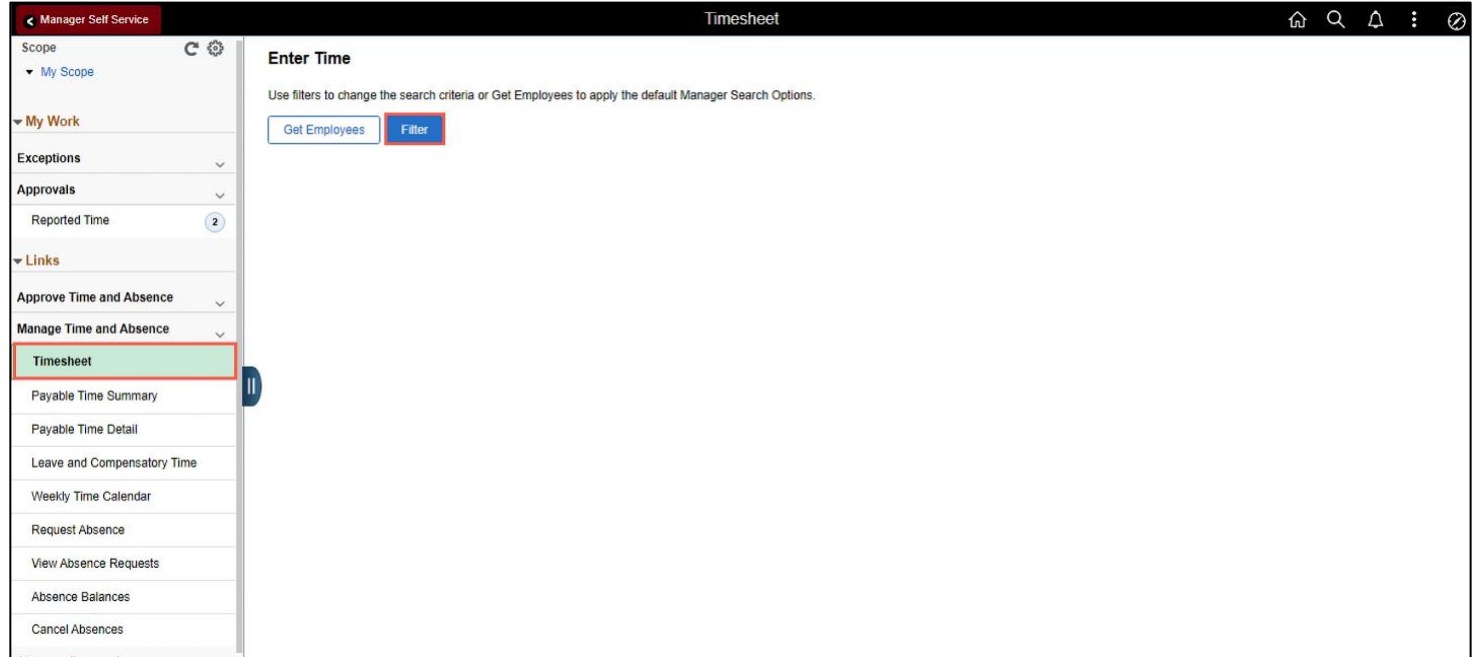 Manager Self Service
Timesheet
Scope
My Scope
My Work
Exceptions
Approvals
Reported Time 2
Links
Approve Time and Absence
Manage Time and Absence
Timesheet
Payable Time Summary
Payable Time Detail
Leave and Compensatory Time
Weekly Time Calendar
Request Absence
View Absence Requests
Absence Balances
Cancel Absences
Enter Time
Use filters to change the search criteria or Get Employees to apply the default Manager Search Options.
Get Employees Filter